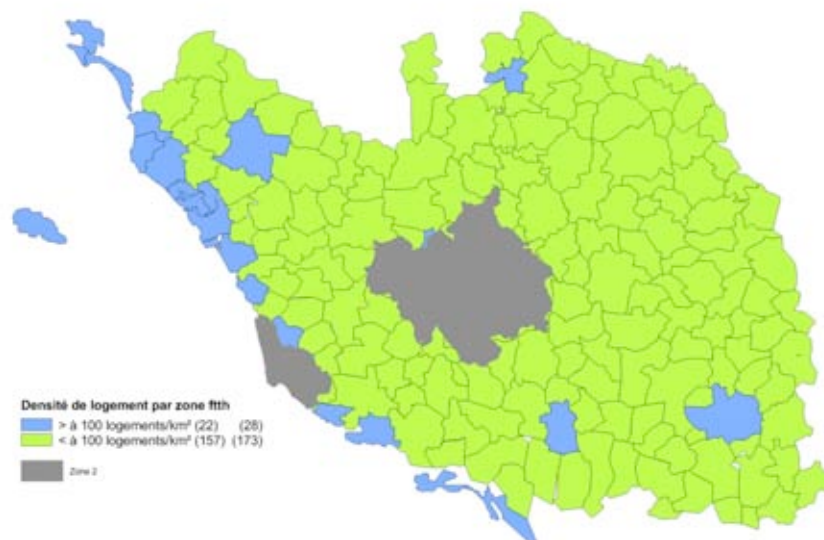 Densité de logement par zone ftth
> à 100 logements/km² (22) (28)
< à 100 logements/km² (157) (173)
Zone 2